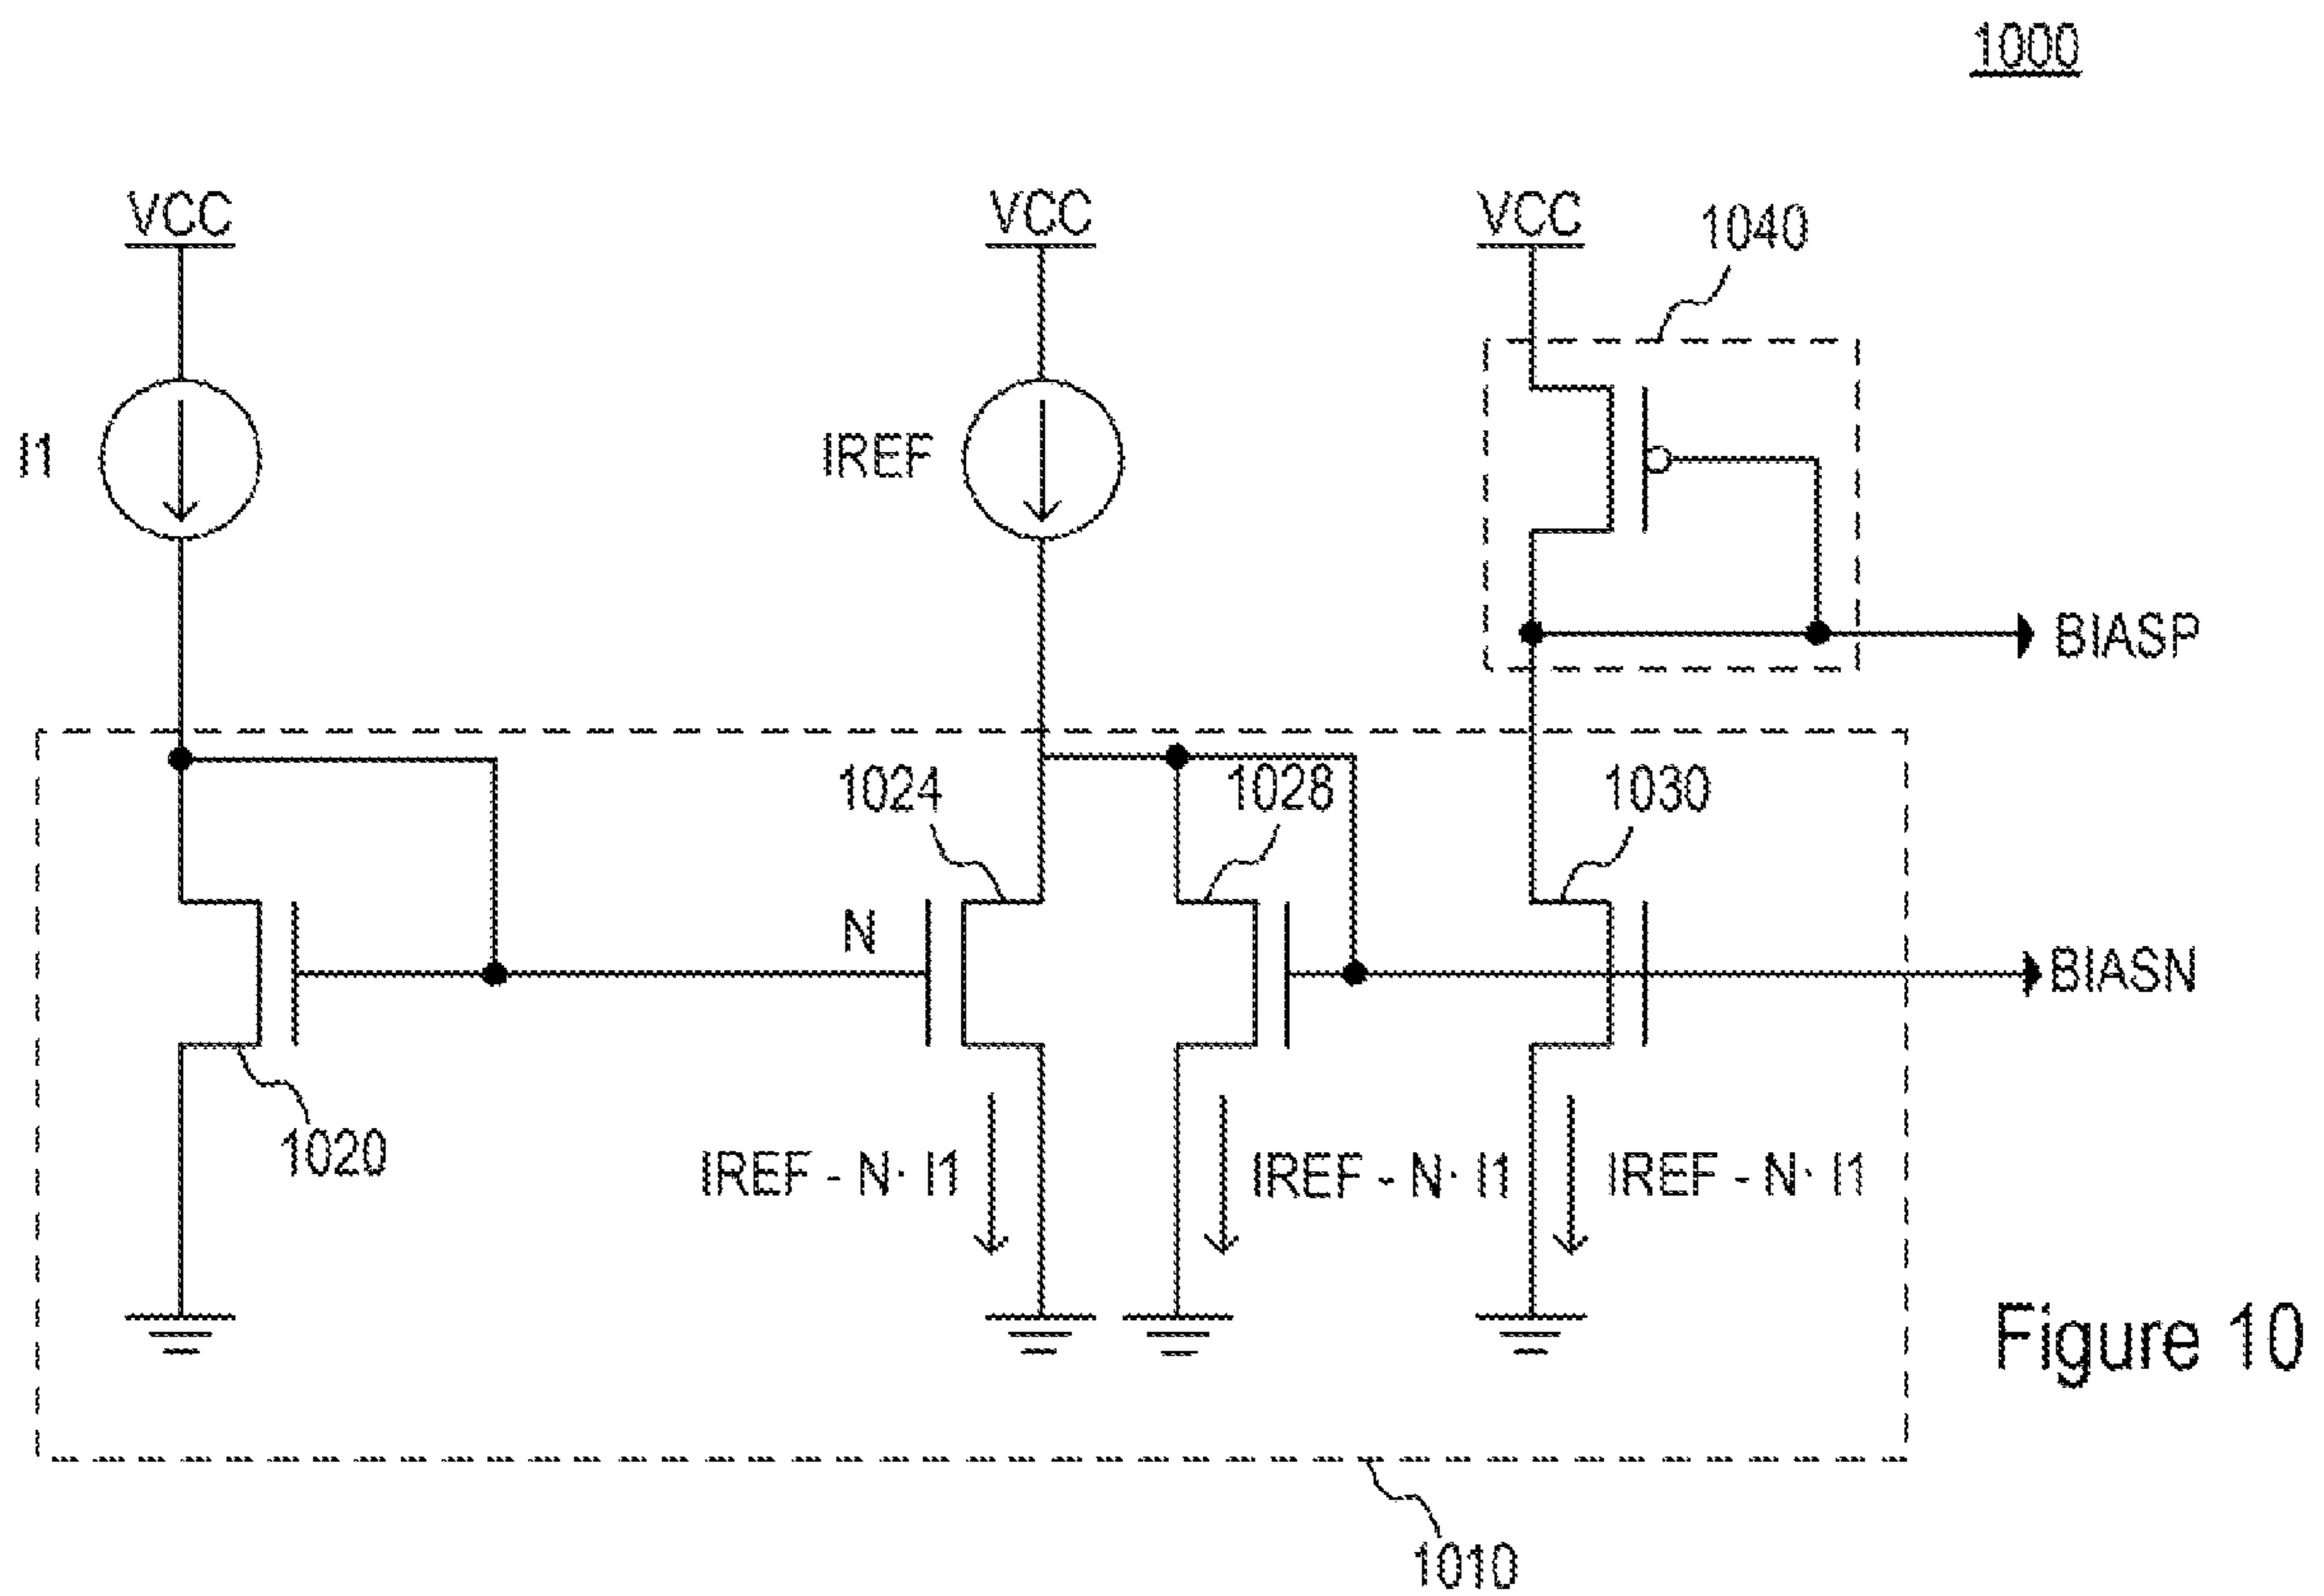 1000
VCC
VCC
VCC
1040
I1
IREF
BIASP
1024
1028
1030
N
BIASN
1020
IREF - N· I1
IREF - N· I1
IREF - N· I1
Figure 10
1010